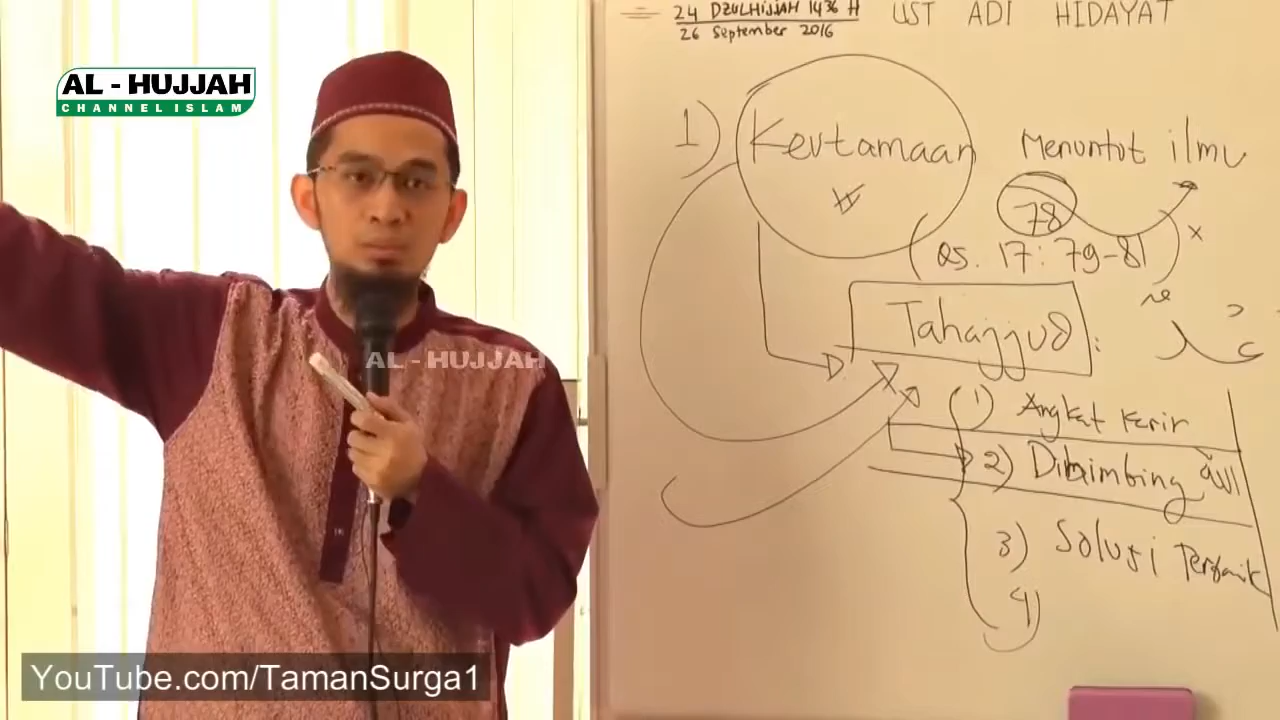 24 DZULHIJJAH 1436 H
26 September 2016
UST ADI HIDAYAT
AL - HUJJAH
CHANNEL ISLAM
1) Keutamaan Menuntut ilmu
78
(QS. 17: 79-81) x
Tahajjud :
AL - HUJJAH
1) Angkat Karir
2) Dibimbing
3) Solusi Terbaik
4)
YouTube.com/TamanSurga1